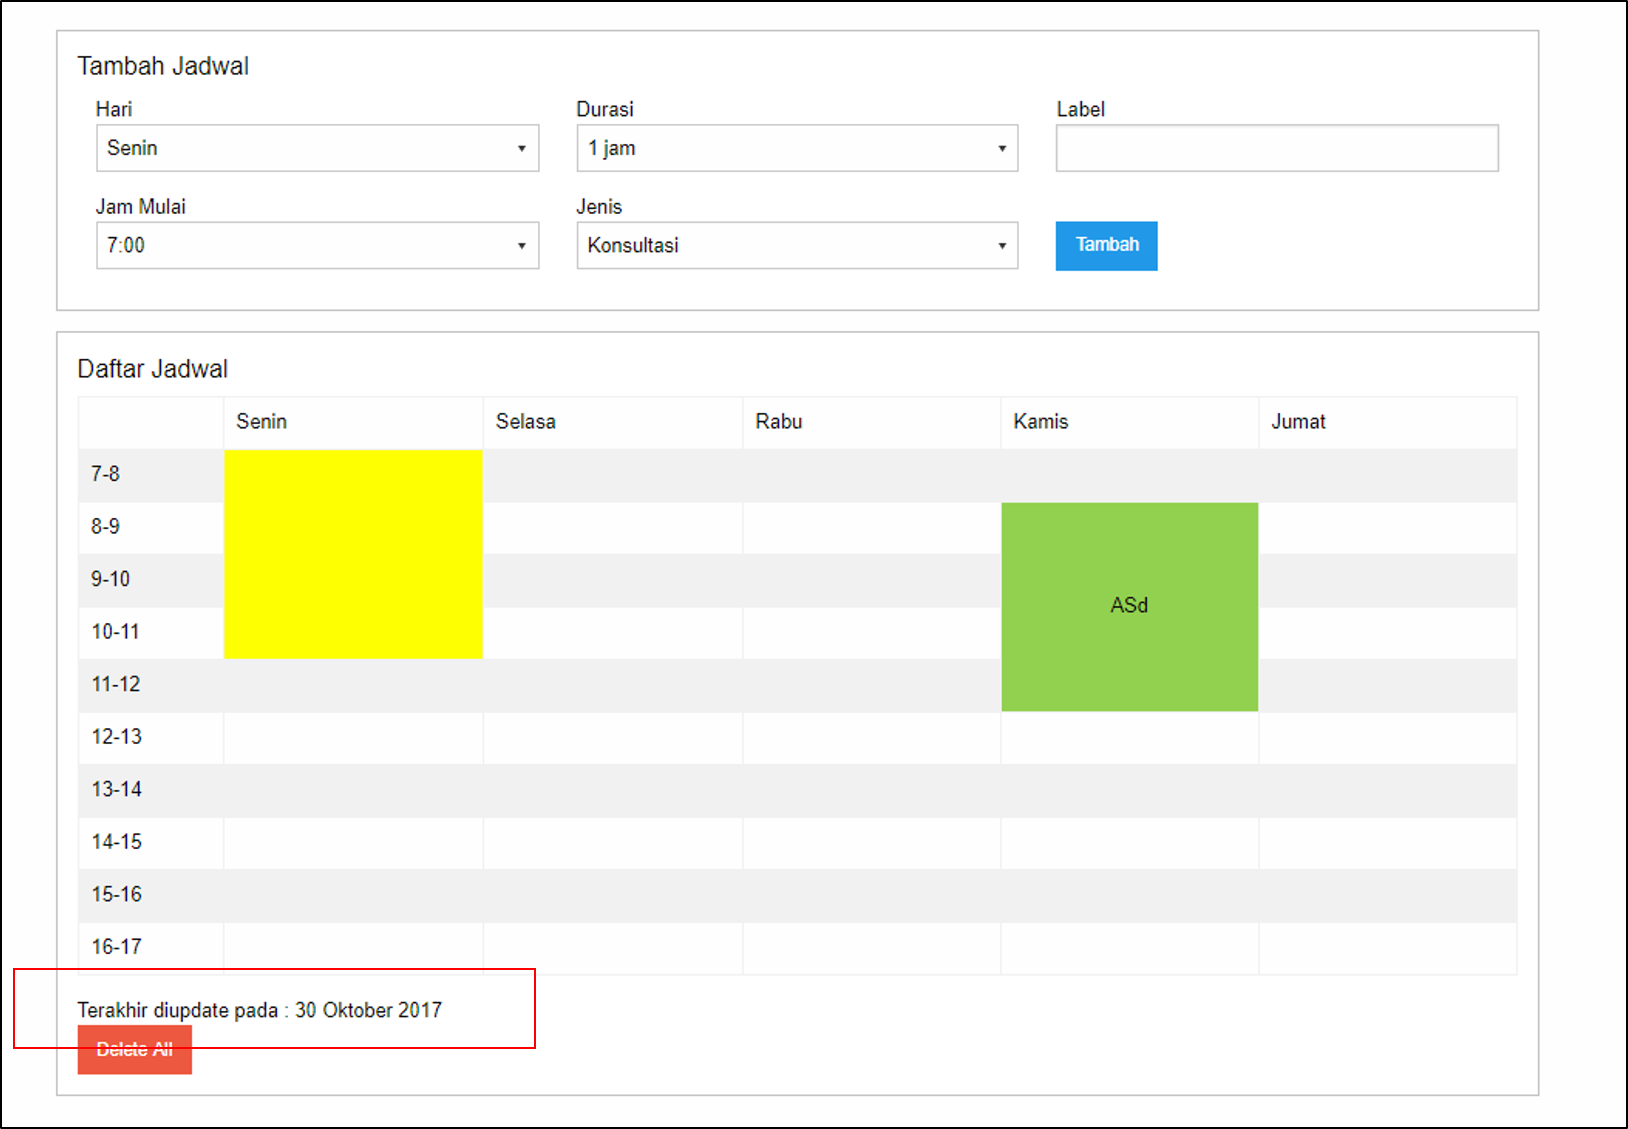 Tambah Jadwal
Hari
Durasi
Label
Senin
1 jam
Jam Mulai
Jenis
7:00
Konsultasi
Tambah
Daftar Jadwal
Senin Selasa Rabu Kamis Jumat
7-8
8-9
9-10
ASd
10-11
11-12
12-13
13-14
14-15
15-16
16-17
Terakhir diupdate pada : 30 Oktober 2017
Delete All